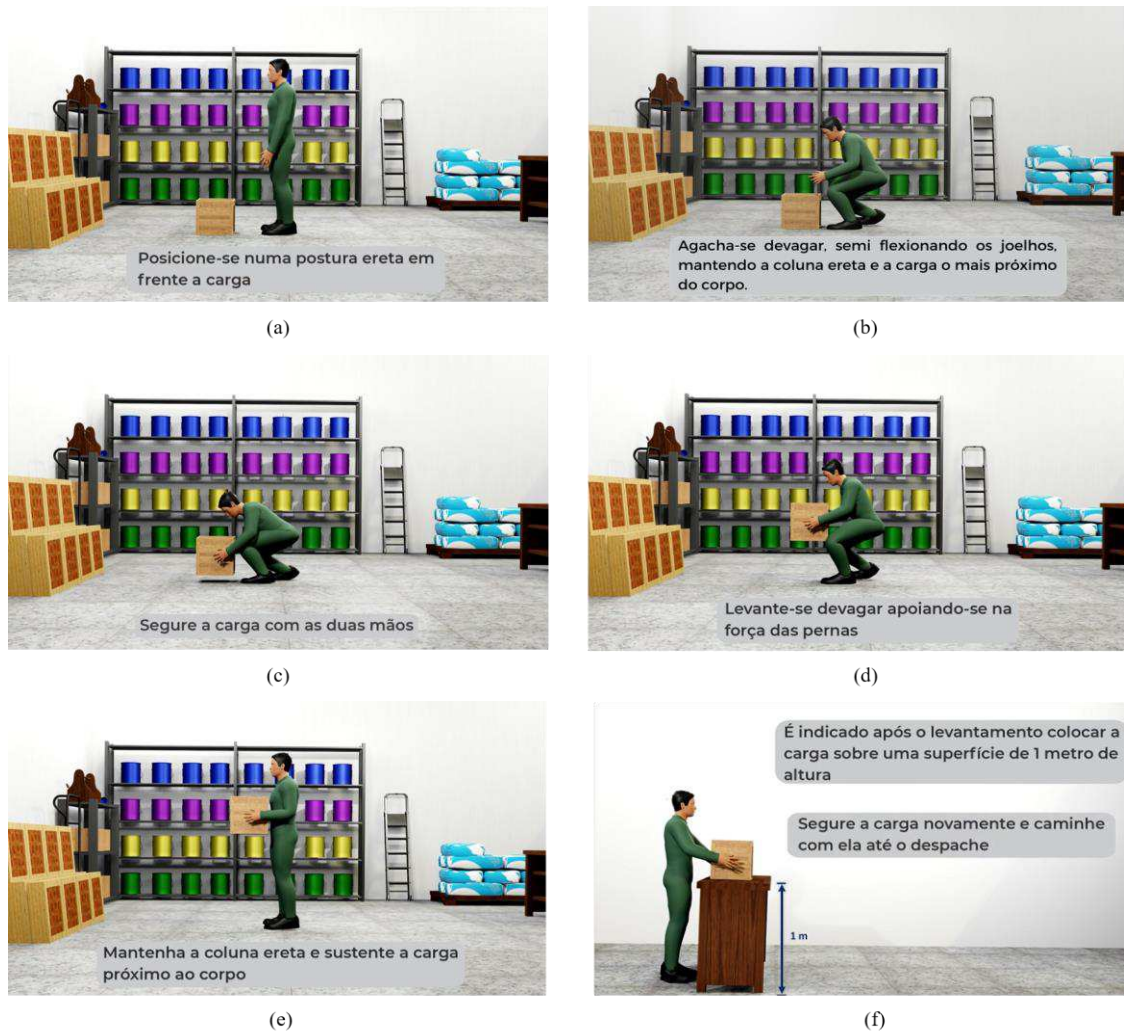 Posicione-se numa postura ereta em
frente a carga
(a)
Agacha-se devagar, semi flexionando os joelhos,
mantendo a coluna ereta e a carga o mais próximo
do corpo.
(b)
Segure a carga com as duas mãos
(c)
Levante-se devagar apoiando-se na
força das pernas
(d)
Mantenha a coluna ereta e sustente a carga
próximo ao corpo
(e)
É indicado após o levantamento colocar a
carga sobre uma superfície de 1 metro de
altura
Segure a carga novamente e caminhe
com ela até o despache
1 m
(f)